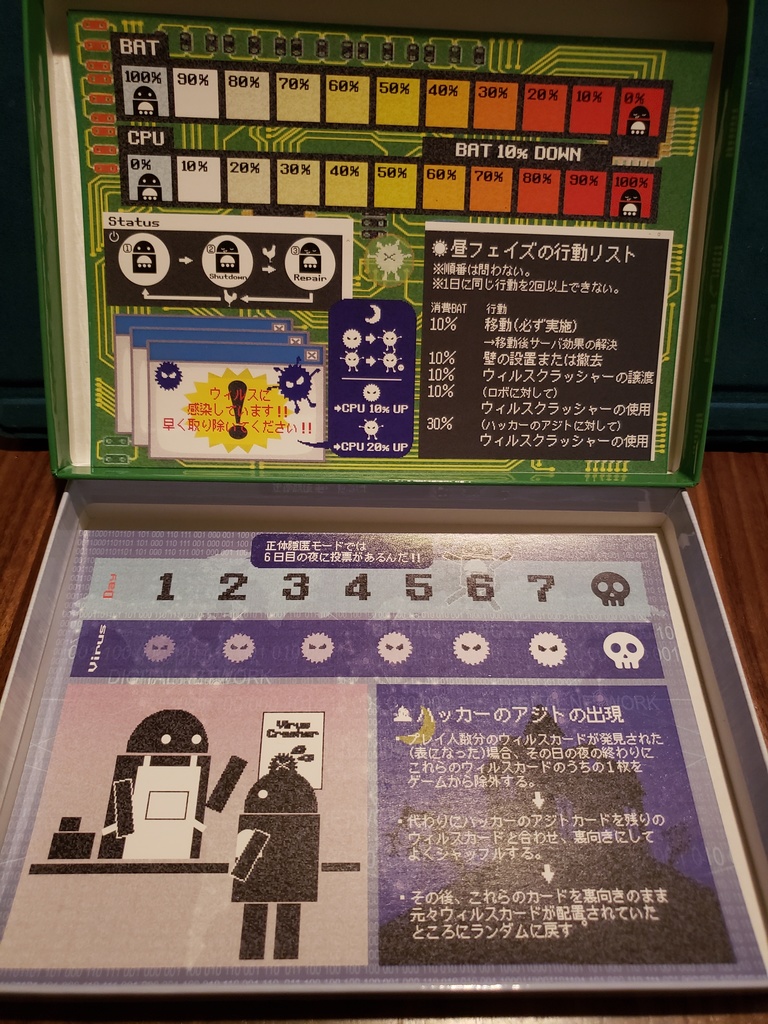 BAT
100% 90% 80% 70% 60% 50% 40% 30% 20% 10% 0%
CPU
BAT 10% DOWN
0% 10% 20% 30% 40% 50% 60% 70% 80% 90% 100%
Status
① ② ③
Shutdown Repair
ウィルスに
感染しています!!
早く取り除いてください!!
→CPU 10% UP
→CPU 20% UP
昼フェイズの行動リスト
※順番は問わない。
※1日に同じ行動を2回以上できない。
消費BAT 行動
10% 移動(必ず実施)
→移動後サーバ効果の解決
10% 壁の設置または撤去
10% ウィルスクラッシャーの譲渡
10% (ロボに対して)
ウィルスクラッシャーの使用
30% (ハッカーのアジトに対して)
ウィルスクラッシャーの使用
正体隠匿モードでは
6日目の夜に投票があるんだ!!
Day 1 2 3 4 5 6 7
Virus
DIGITAL NETWORK
Virus
Crasher
ハッカーのアジトの出現
・プレイ人数分のウィルスカードが発見された
(表になった)場合、その日の夜の終わりに
これらのウィルスカードのうちの1枚を
ゲームから除外する。
・代わりにハッカーのアジトカードを残りの
ウィルスカードと合わせ、裏向きにして
よくシャッフルする。
・その後、これらのカードを裏向きのまま
元々ウィルスカードが配置されていた
ところにランダムに戻す。